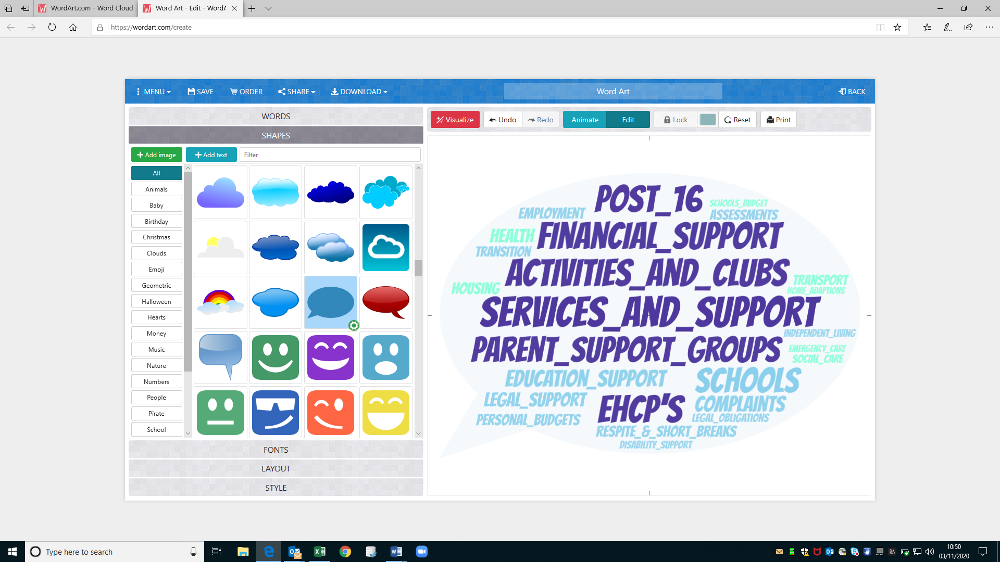 WordArt.com - Word Cloud
Word Art - Edit - WordA
https://wordart.com/create
MENU
SAVE
ORDER
SHARE
DOWNLOAD
Word Art
BACK
WORDS
SHAPES
Add image
Add text
Filter
All
Animals
Baby
Birthday
Christmas
Clouds
Emoji
Geometric
Halloween
Hearts
Money
Music
Nature
Numbers
People
Pirate
School
FONTS
LAYOUT
STYLE
Visualize
Undo
Redo
Animate
Edit
Lock
Reset
Print
POST_16
SCHOOLS_BUDGET
EMPLOYMENT
ASSESSMENTS
HEALTH
FINANCIAL_SUPPORT
TRANSITION
ACTIVITIES_AND_CLUBS
TRANSPORT
HOUSING
HOME_ADAPTIONS
SERVICES_AND_SUPPORT
INDEPENDENT_LIVING
PARENT_SUPPORT_GROUPS
EMERGENCY_CARE
SOCIAL_CARE
EDUCATION_SUPPORT
SCHOOLS
LEGAL_SUPPORT
EHCP'S
COMPLAINTS
PERSONAL_BUDGETS
LEGAL_OBLIGATIONS
RESPITE_&_SHORT_BREAKS
DISABILITY_SUPPORT
Type here to search
10:50
03/11/2020